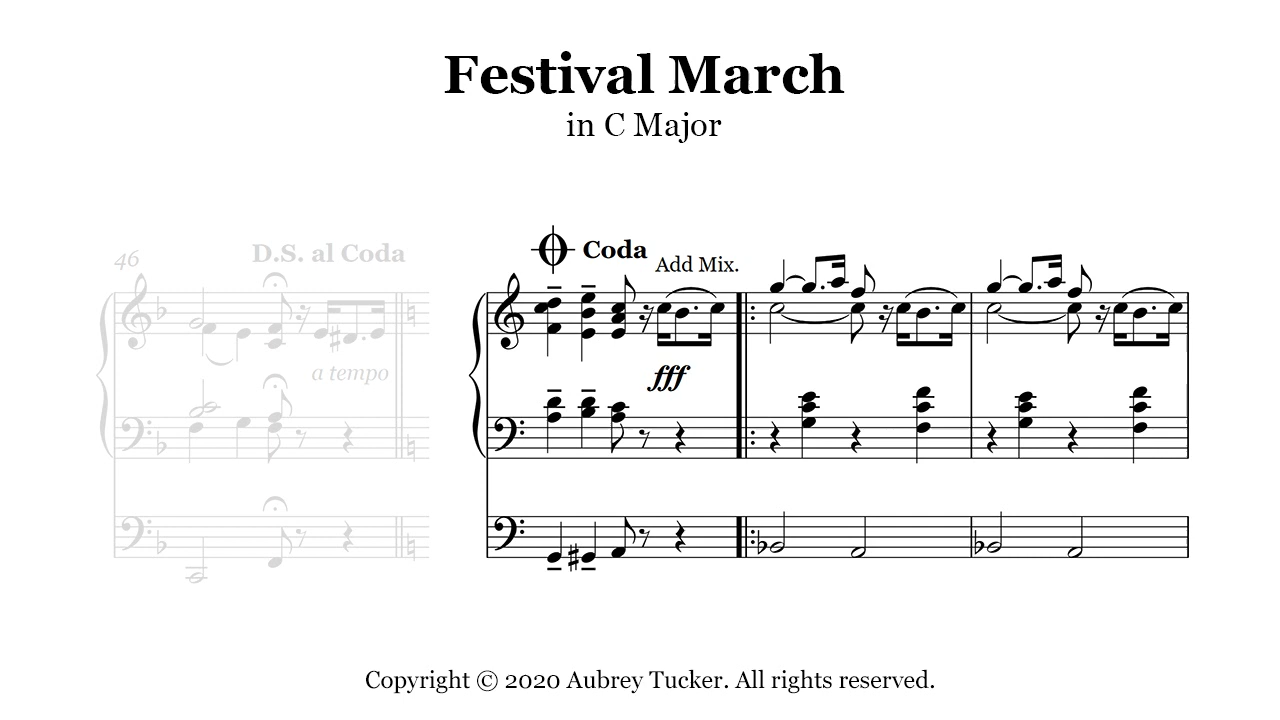 Festival March
in C Major
46
D.S. al Coda
Coda
Add Mix.
a tempo
fff
Copyright © 2020 Aubrey Tucker. All rights reserved.